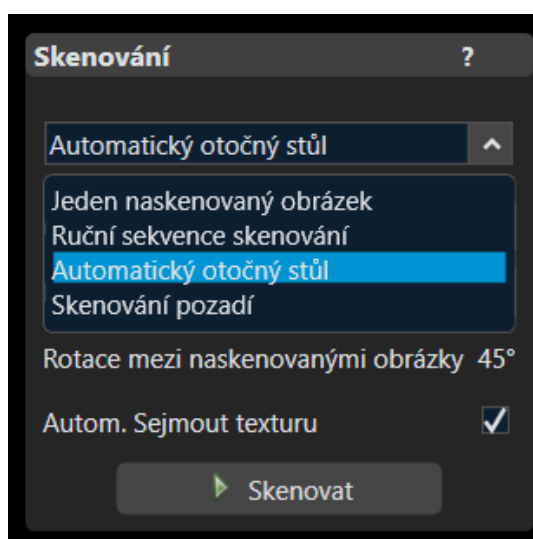 Skenování ?
Automatický otočný stůl
Jeden naskenovaný obrázek
Ruční sekvence skenování
Automatický otočný stůl
Skenování pozadí
Rotace mezi naskenovanými obrázky 45°
Autom. Sejmout texturu
Skenovat